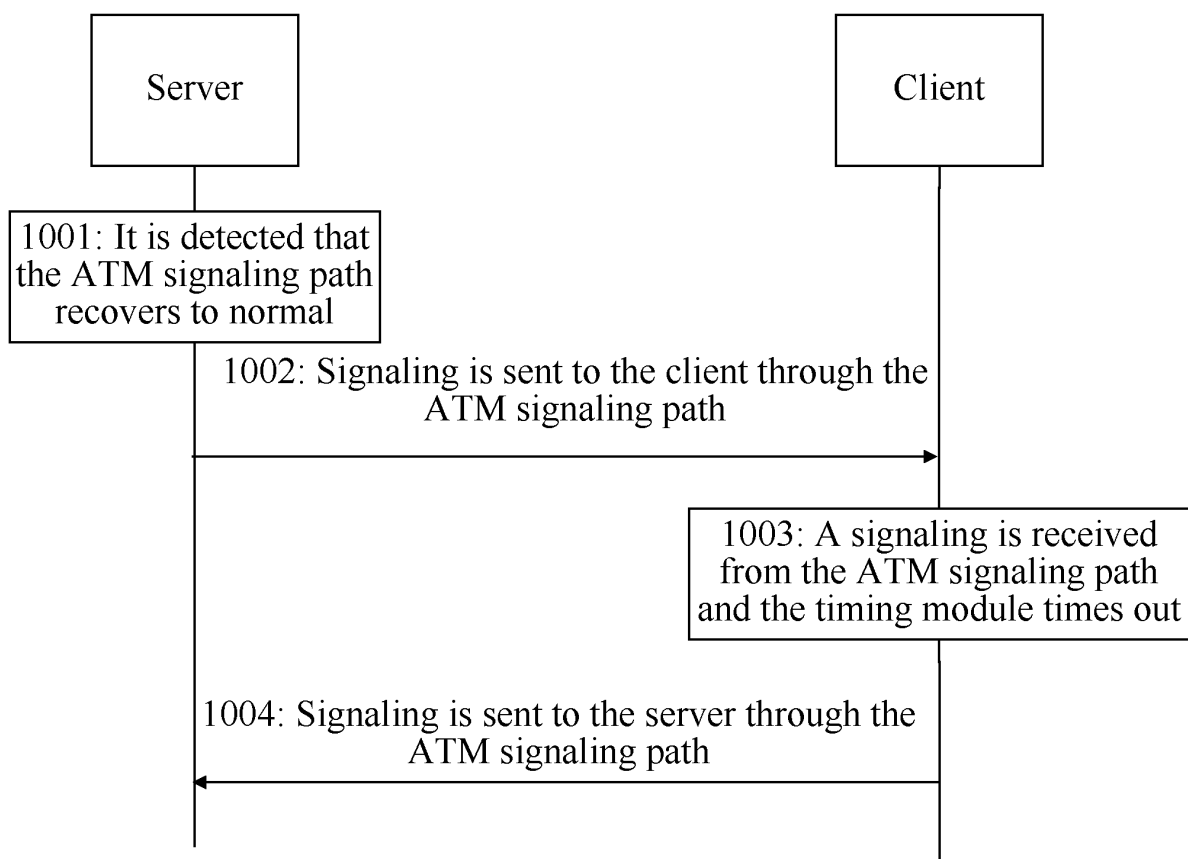 Server
Client
1001: It is detected that
the ATM signaling path
recovers to normal
1002: Signaling is sent to the client through the
ATM signaling path
1003: A signaling is received
from the ATM signaling path
and the timing module times out
1004: Signaling is sent to the server through the
ATM signaling path